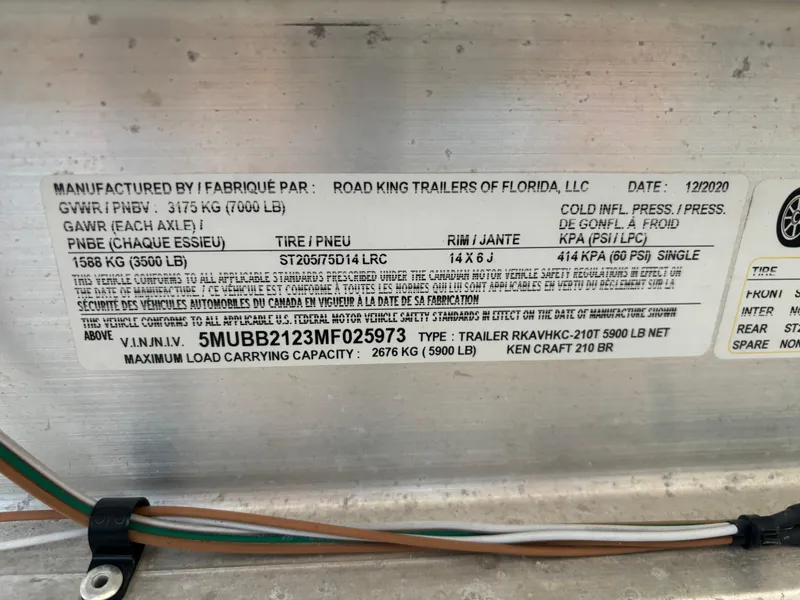 MANUFACTURED BY / FABRIQUÉ PAR : ROAD KING TRAILERS OF FLORIDA, LLC DATE : 12/2020
GVWR / PNBV : 3175 KG (7000 LB)
COLD INFL. PRESS. / PRESS.
GAWR (EACH AXLE) / DE GONFL. À FROID
PNBE (CHAQUE ESSIEU) TIRE / PNEU RIM / JANTE KPA (PSI / LPC)
1588 KG (3500 LB) ST205/75D14 LRC 14 X 6 J 414 KPA (60 PSI) SINGLE
THIS VEHICLE CONFORMS TO ALL APPLICABLE STANDARDS PRESCRIBED UNDER THE CANADIAN MOTOR VEHICLE SAFETY REGULATIONS IN EFFECT ON
THE DATE OF MANUFACTURE / CE VÉHICULE EST CONFORME À TOUTES LES NORMES QUI LUI SONT APPLICABLES EN VERTU DU RÈGLEMENT SUR LA
SÉCURITÉ DES VÉHICULES AUTOMOBILES DU CANADA EN VIGUEUR À LA DATE DE SA FABRICATION
THIS VEHICLE CONFORMS TO ALL APPLICABLE U.S. FEDERAL MOTOR VEHICLE SAFETY STANDARDS IN EFFECT ON THE DATE OF MANUFACTURE SHOWN
ABOVE V.I.N./N.I.V. 5MUBB2123MF025973 TYPE : TRAILER RKAVHKC-210T 5900 LB NET
MAXIMUM LOAD CARRYING CAPACITY : 2676 KG (5900 LB) KEN CRAFT 210 BR
TIRE
FRONT
INTER
REAR
SPARE